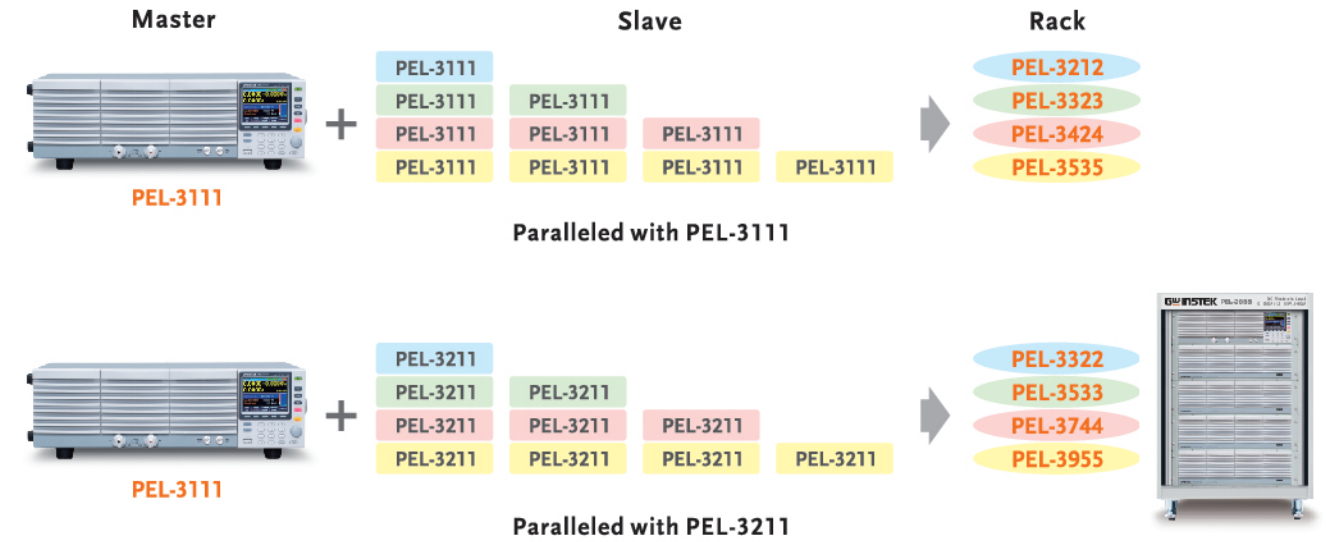 Master Slave Rack
PEL-3111 PEL-3212
PEL-3111 PEL-3111 PEL-3323
PEL-3111 PEL-3111 PEL-3111 PEL-3424
PEL-3111 PEL-3111 PEL-3111 PEL-3111 PEL-3535
+
PEL-3111
Paralleled with PEL-3111
GWINSTEK
PEL-3211 PEL-3322
PEL-3211 PEL-3211 PEL-3533
PEL-3211 PEL-3211 PEL-3211 PEL-3744
PEL-3211 PEL-3211 PEL-3211 PEL-3211 PEL-3955
+
PEL-3111
Paralleled with PEL-3211